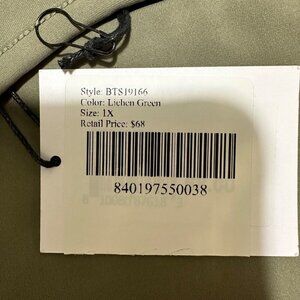 Style: BTS19166
Color: Lichen Green
Size: 1X
Retail Price: $68
840197550038